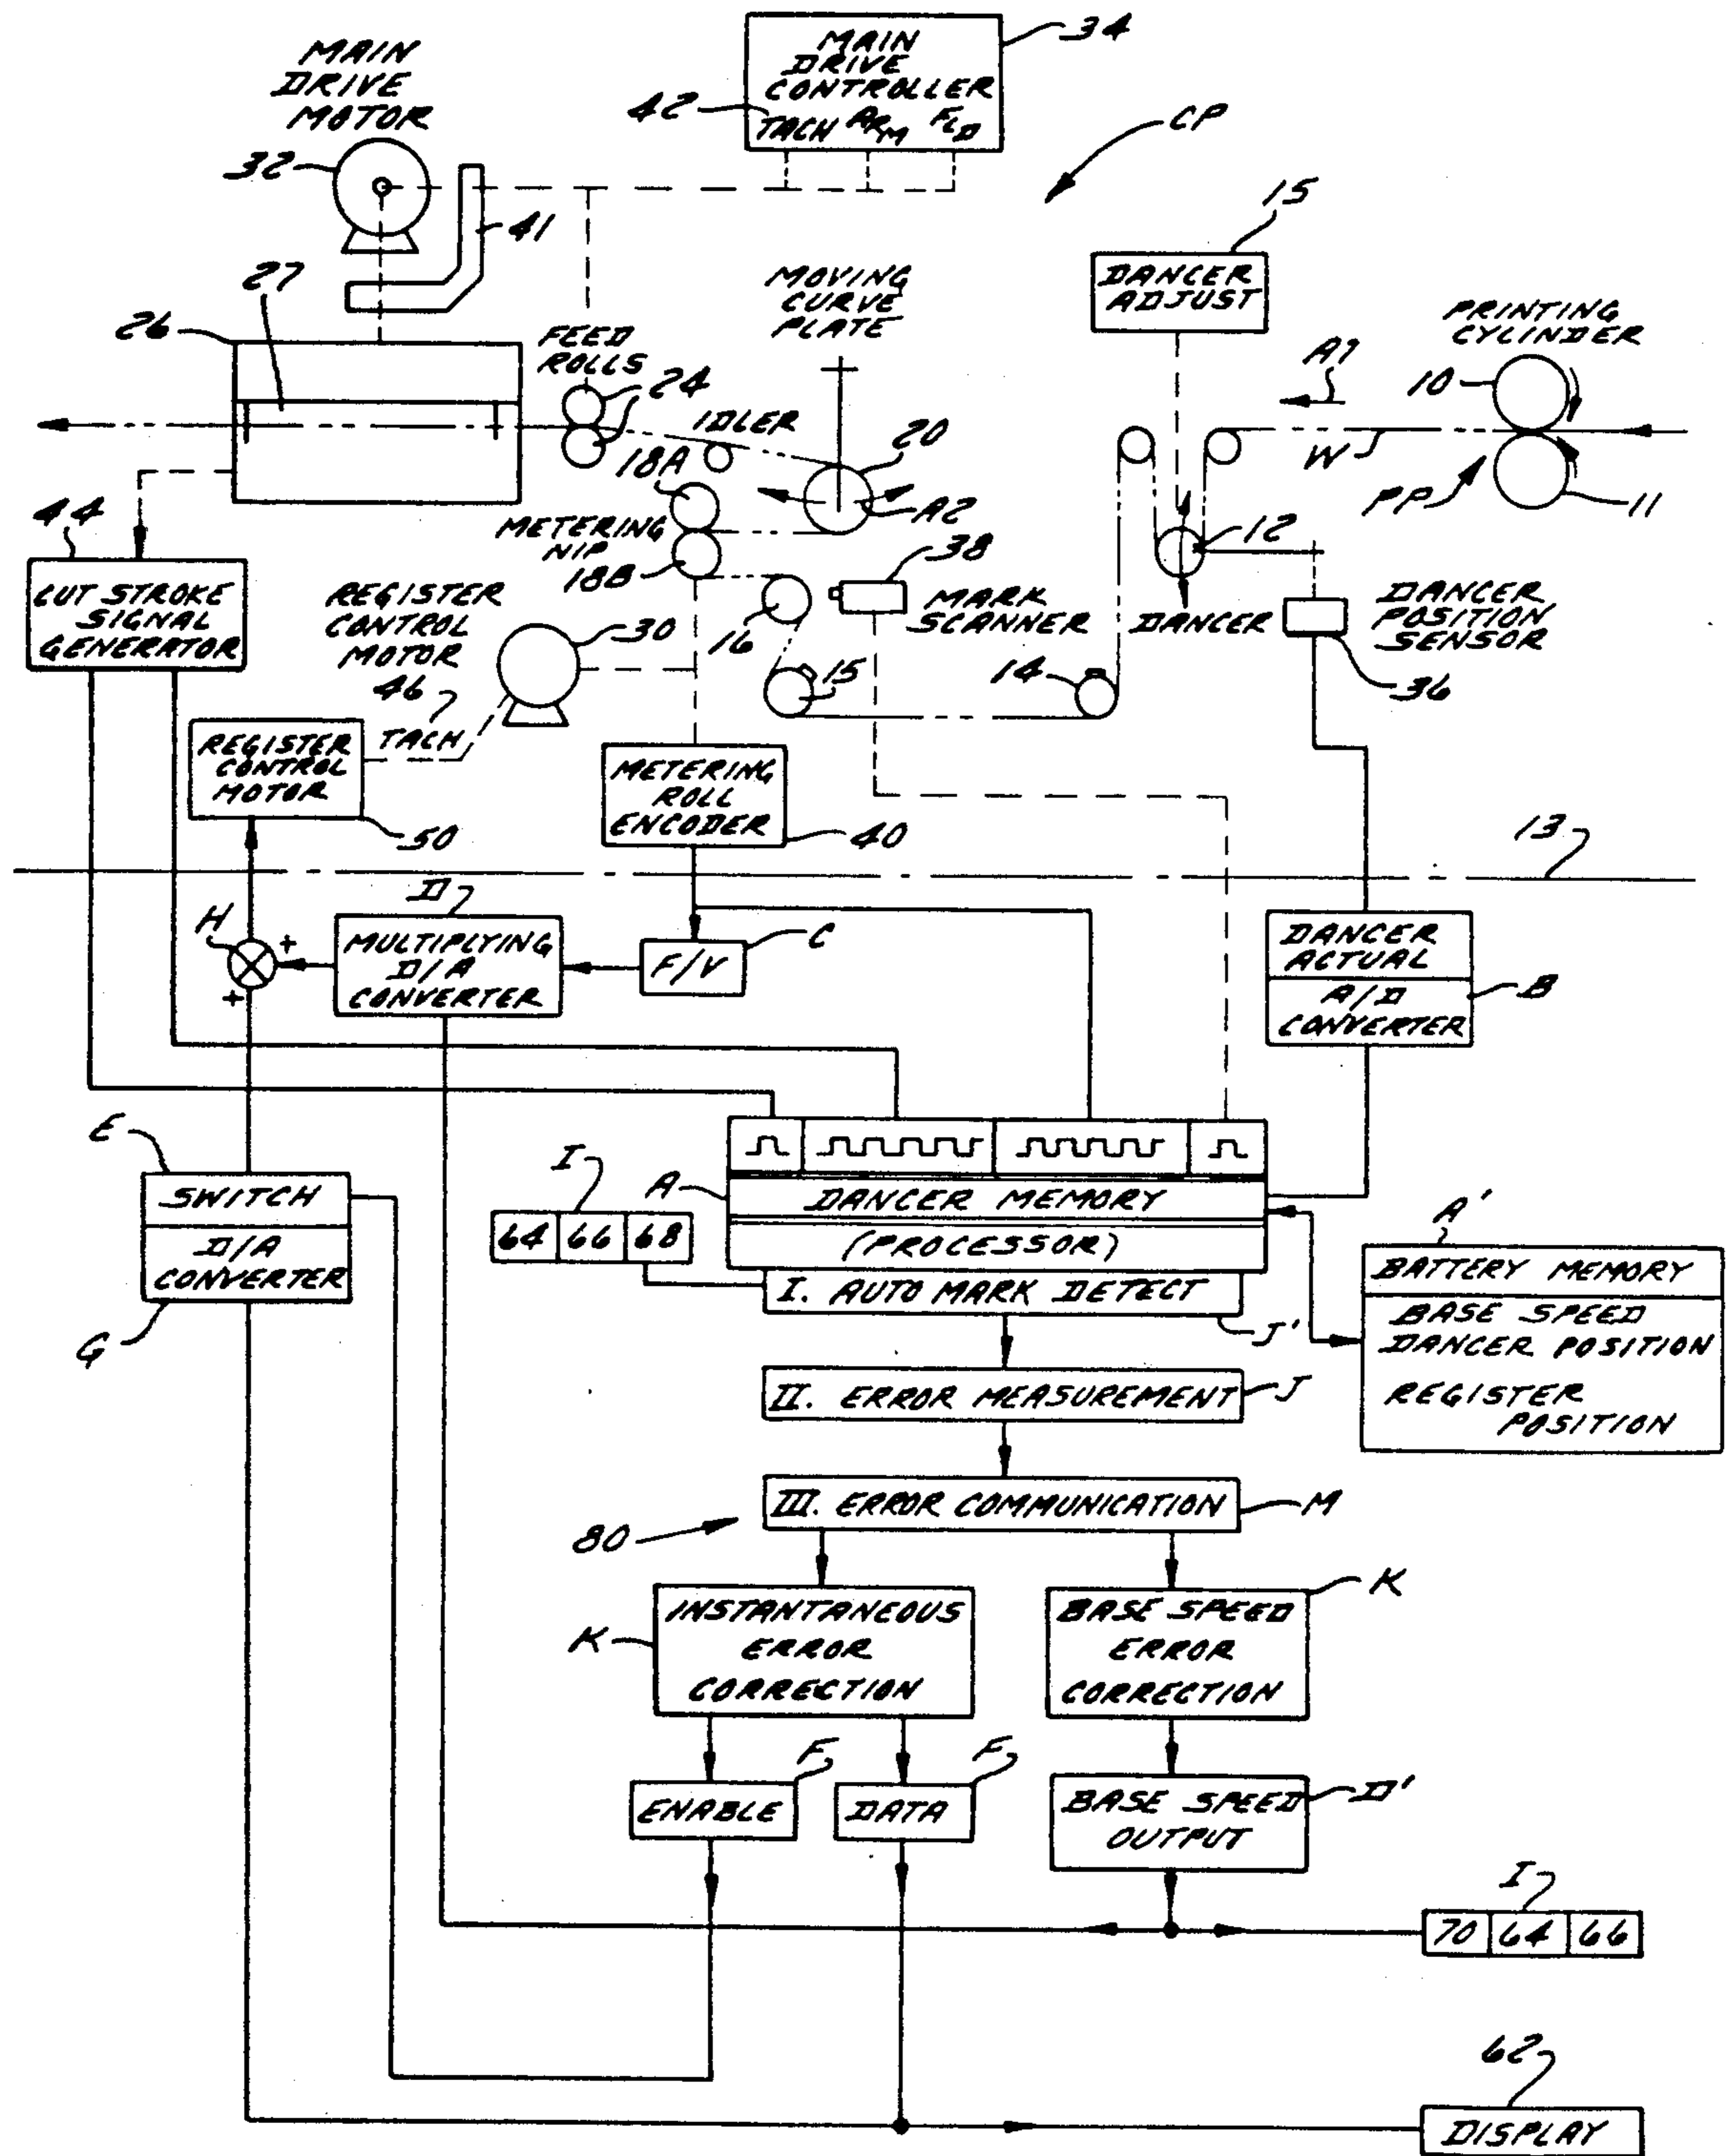 MAIN
DRIVE
MOTOR
32
41
MAIN
DRIVE
CONTROLLER
TACH ARM FLD
34
42
CP
15
DANCER
ADJUST
PRINTING
CYLINDER
10
A1
W
PP
11
27
26
FEED
ROLLS
24
MOVING
CURVE
PLATE
IDLER
20
A2
18A
METERING
NIP
18B
44
CUT STROKE
SIGNAL
GENERATOR
REGISTER
CONTROL
MOTOR
30
46
TACH
16
38
MARK
SCANNER
15
14
12
DANCER
DANCER
POSITION
SENSOR
36
REGISTER
CONTROL
MOTOR
50
METERING
ROLL
ENCODER
40
13
H
+
+
D
MULTIPLYING
D/A
CONVERTER
F/V
C
DANCER
ACTUAL
A/D
CONVERTER
B
E
SWITCH
D/A
CONVERTER
G
I
64 66 68
A
DANCER MEMORY
(PROCESSOR)
I. AUTO MARK DETECT
J'
A'
BATTERY MEMORY
BASE SPEED
DANCER POSITION
REGISTER
POSITION
II. ERROR MEASUREMENT
J
III. ERROR COMMUNICATION
M
80
K
INSTANTANEOUS
ERROR
CORRECTION
K
BASE SPEED
ERROR
CORRECTION
F
ENABLE
F
DATA
BASE SPEED
OUTPUT
D'
I
70 64 66
62
DISPLAY